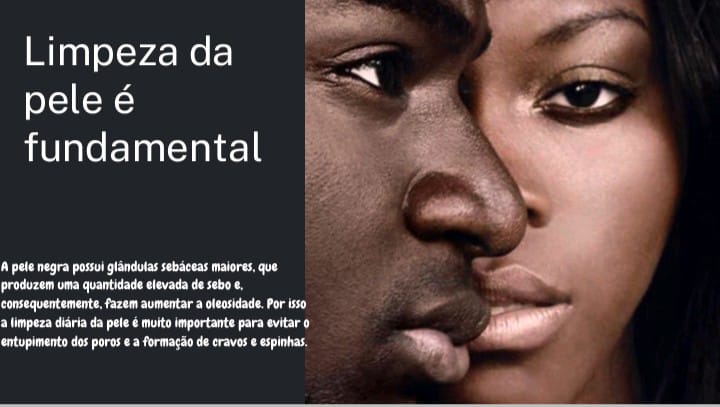 Limpeza da
pele é
fundamental
A pele negra possui glândulas sebáceas maiores, que
produzem uma quantidade elevada de sebo e,
consequentemente, fazem aumentar a oleosidade. Por isso
a limpeza diária da pele é muito importante para evitar o
entupimento dos poros e a formação de cravos e espinhas.